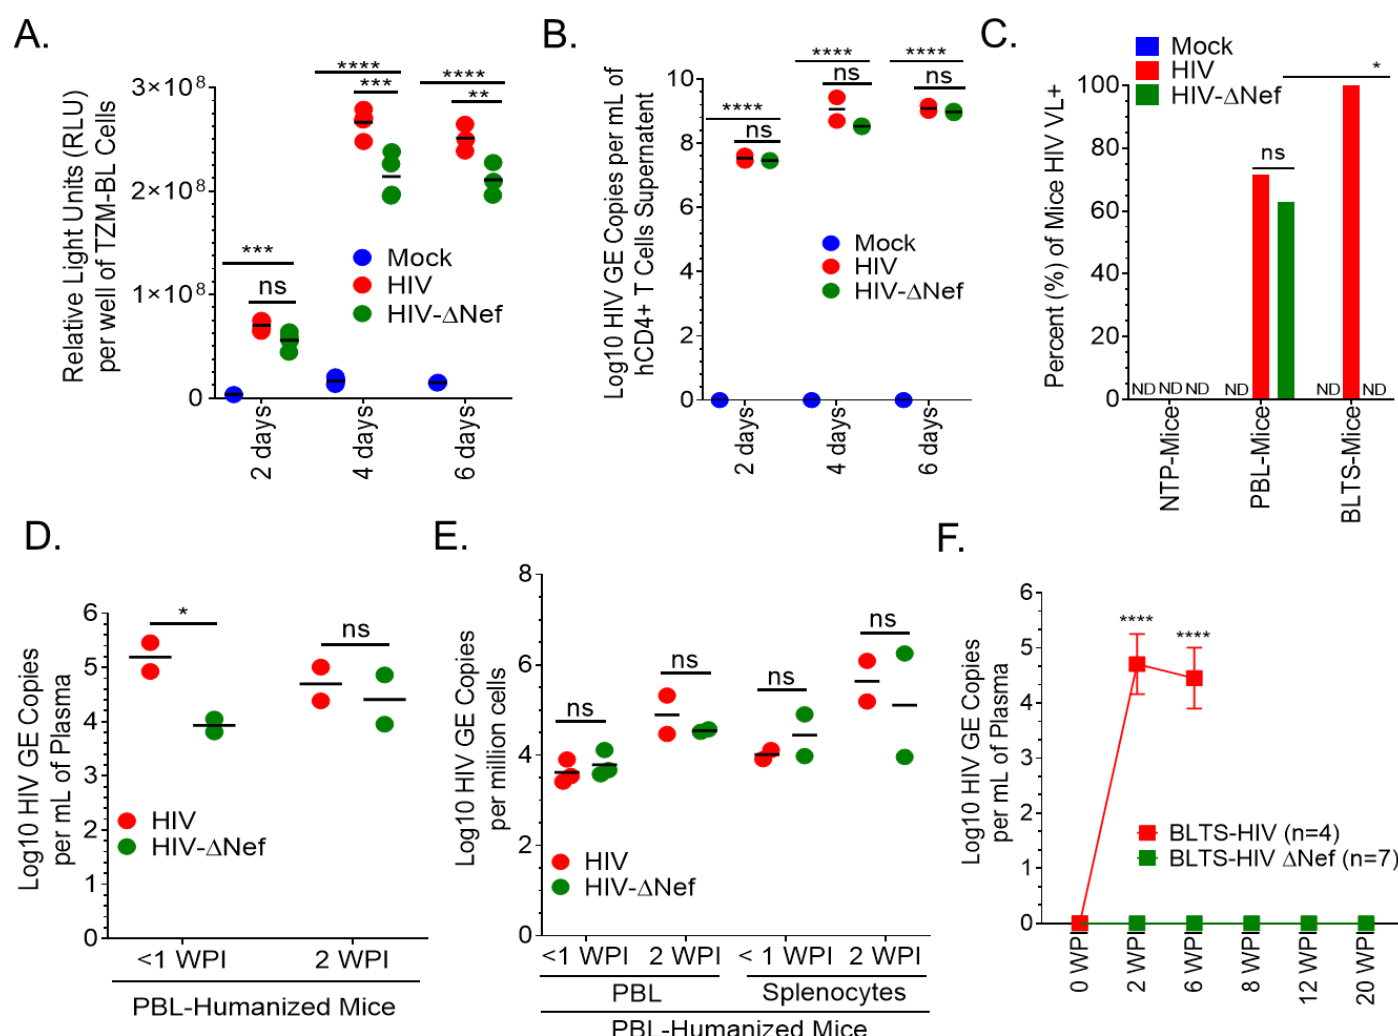 A.
Relative Light Units (RLU)
per well of TZM-BL Cells
3×10⁸
2×10⁸
1×10⁸
0
****
***
****
**
***
ns
Mock
HIV
HIV-ΔNef
2 days
4 days
6 days
B.
Log10 HIV GE Copies per mL of
hCD4+ T Cells Supernatent
10
8
6
4
2
0
****
ns
****
ns
****
ns
Mock
HIV
HIV-ΔNef
2 days
4 days
6 days
C.
Mock
HIV
HIV-ΔNef
Percent (%) of Mice HIV VL+
100
80
60
40
20
0
*
ns
ND ND ND
ND
ND
ND
NTP-Mice
PBL-Mice
BLTS-Mice
D.
Log10 HIV GE Copies
per mL of Plasma
6
5
4
3
2
1
0
*
ns
HIV
HIV-ΔNef
<1 WPI
2 WPI
PBL-Humanized Mice
E.
Log10 HIV GE Copies
per million cells
8
6
4
2
0
ns
ns
ns
ns
HIV
HIV-ΔNef
<1 WPI
2 WPI
< 1 WPI
2 WPI
PBL
Splenocytes
PBL-Humanized Mice
F.
Log10 HIV GE Copies
per mL of Plasma
6
5
4
3
2
1
0
****
****
BLTS-HIV (n=4)
BLTS-HIV ΔNef (n=7)
0 WPI
2 WPI
6 WPI
8 WPI
12 WPI
20 WPI